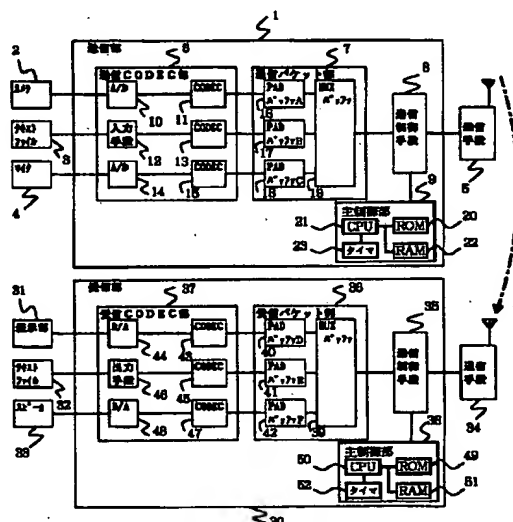 1
送信部
6
7
2
送信CODEC部
送信パケット部
8
カメラ
A/D
CODEC
PAD
バッファA
MUX
バッファ
10
11
16
テキスト
ファイル
入力
手段
CODEC
PAD
バッファB
通信
制御
手段
通信
手段
3
12
13
17
マイク
A/D
CODEC
PAD
バッファC
5
4
14
15
18
19
9
主制御部
21
CPU
ROM
20
23
タイマ
RAM
22
受信部
37
36
31
受信CODEC部
受信パケット部
35
表示部
D/A
CODEC
PAD
バッファD
MUX
バッファ
44
43
40
テキスト
ファイル
出力
手段
CODEC
PAD
バッファE
通信
制御
手段
通信
手段
32
46
45
41
スピーカ
D/A
CODEC
PAD
バッファF
34
33
48
47
42
39
38
主制御部
50
CPU
ROM
49
52
タイマ
RAM
51
30